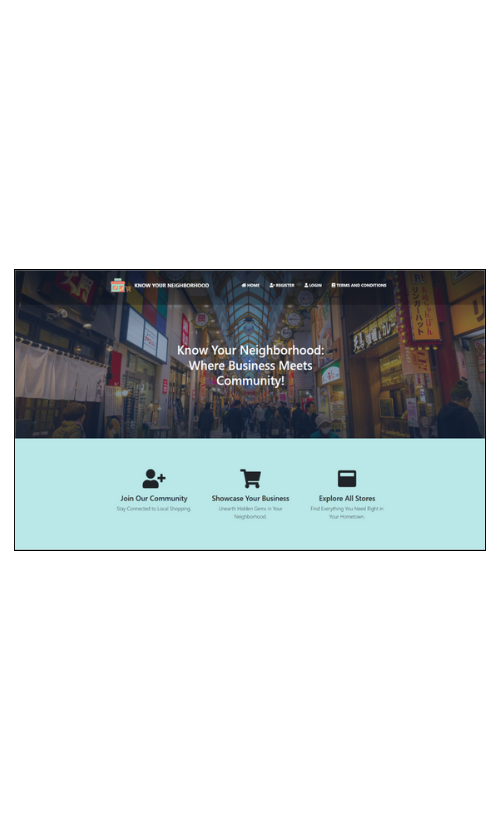 KNOW YOUR NEIGHBORHOOD
HOME REGISTER LOGIN TERMS AND CONDITIONS
Know Your Neighborhood:
Where Business Meets
Community!
Join Our Community
Stay Connected to Local Shopping.
Showcase Your Business
Unearth Hidden Gems in Your
Neighborhood.
Explore All Stores
Find Everything You Need Right in
Your Hometown.